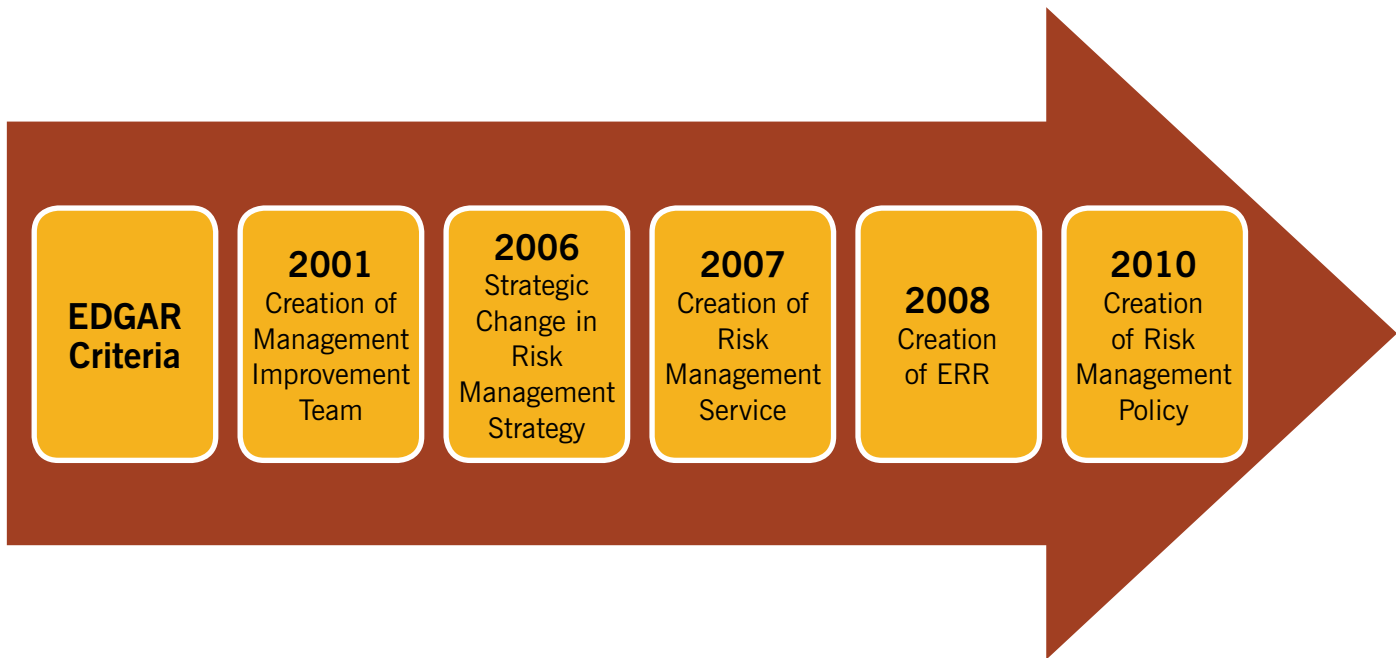 EDGAR
Criteria
2001
Creation of
Management
Improvement
Team
2006
Strategic
Change in
Risk
Management
Strategy
2007
Creation of
Risk
Management
Service
2008
Creation
of ERR
2010
Creation
of Risk
Management
Policy